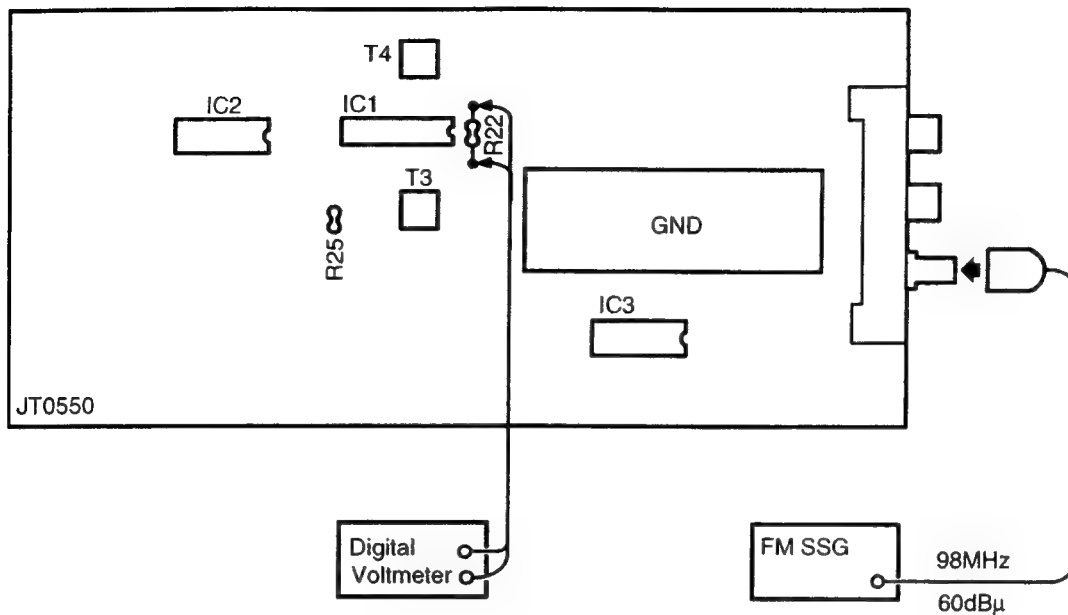 T4
IC2
IC1
R22
T3
R25
GND
IC3
JT0550
Digital
Voltmeter
FM SSG
98MHz
60dBμ